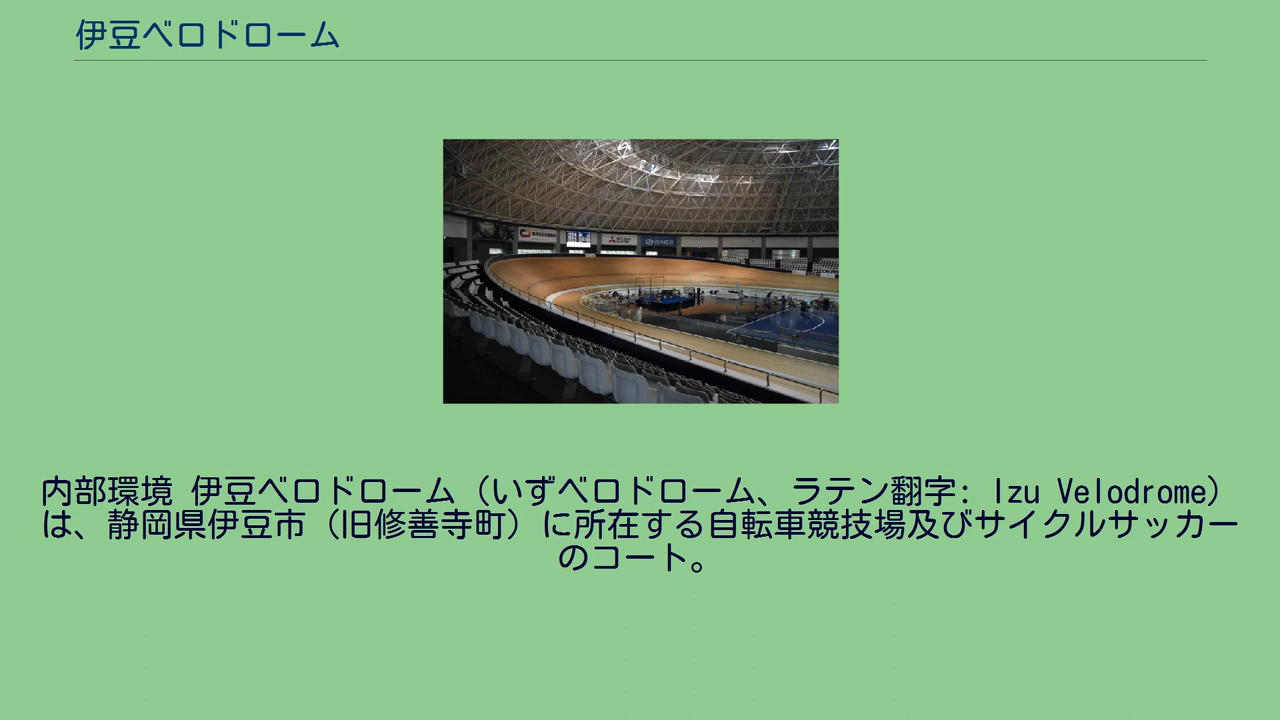 伊豆ベロドローム
内部環境 伊豆ベロドローム（いずベロドローム、ラテン翻字: Izu Velodrome）
は、静岡県伊豆市（旧修善寺町）に所在する自転車競技場及びサイクルサッカー
のコート。